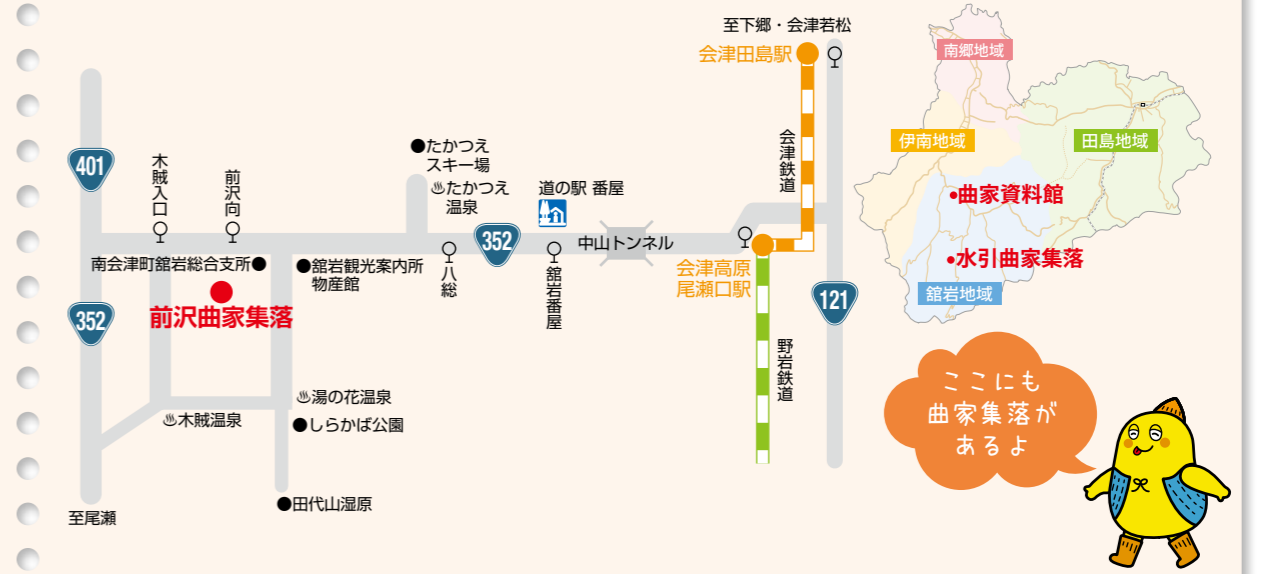 至下郷・会津若松
会津田島駅
会津鉄道
401
木賊入口
前沢向
●たかつえ
スキー場
♨たかつえ
温泉
道の駅 番屋
352
中山トンネル
南会津町舘岩総合支所●
●舘岩観光案内所
物産館
八総
舘岩番屋
会津高原
尾瀬口駅
前沢曲家集落
352
121
野岩鉄道
♨湯の花温泉
♨木賊温泉
●しらかば公園
●田代山湿原
至尾瀬
南郷地域
伊南地域
田島地域
•曲家資料館
•水引曲家集落
舘岩地域
ここにも
曲家集落が
あるよ